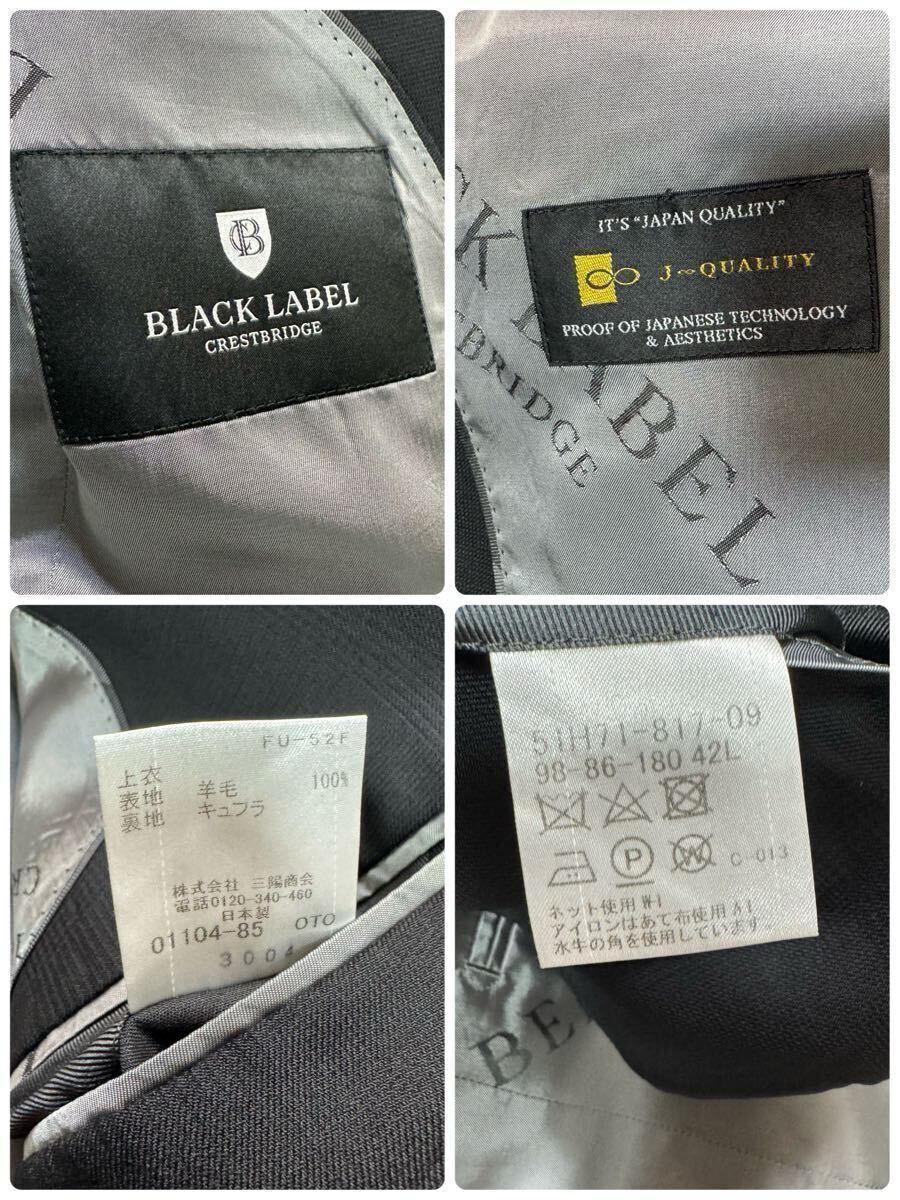 CB
BLACK LABEL
CRESTBRIDGE
IT'S "JAPAN QUALITY"
J∞QUALITY
PROOF OF JAPANESE TECHNOLOGY
& AESTHETICS
CK LABEL
BRIDGE
FU-52F
上衣
表地 羊毛 100%
裏地 キュプラ
株式会社 三陽商会
電話0120-340-460
日本製
01104-85 OTO
3004
51H71-817-09
98-86-180 42L
P W C-013
ネット使用 W-I
アイロンはあて布使用 A I
水牛の角を使用しています。
BE